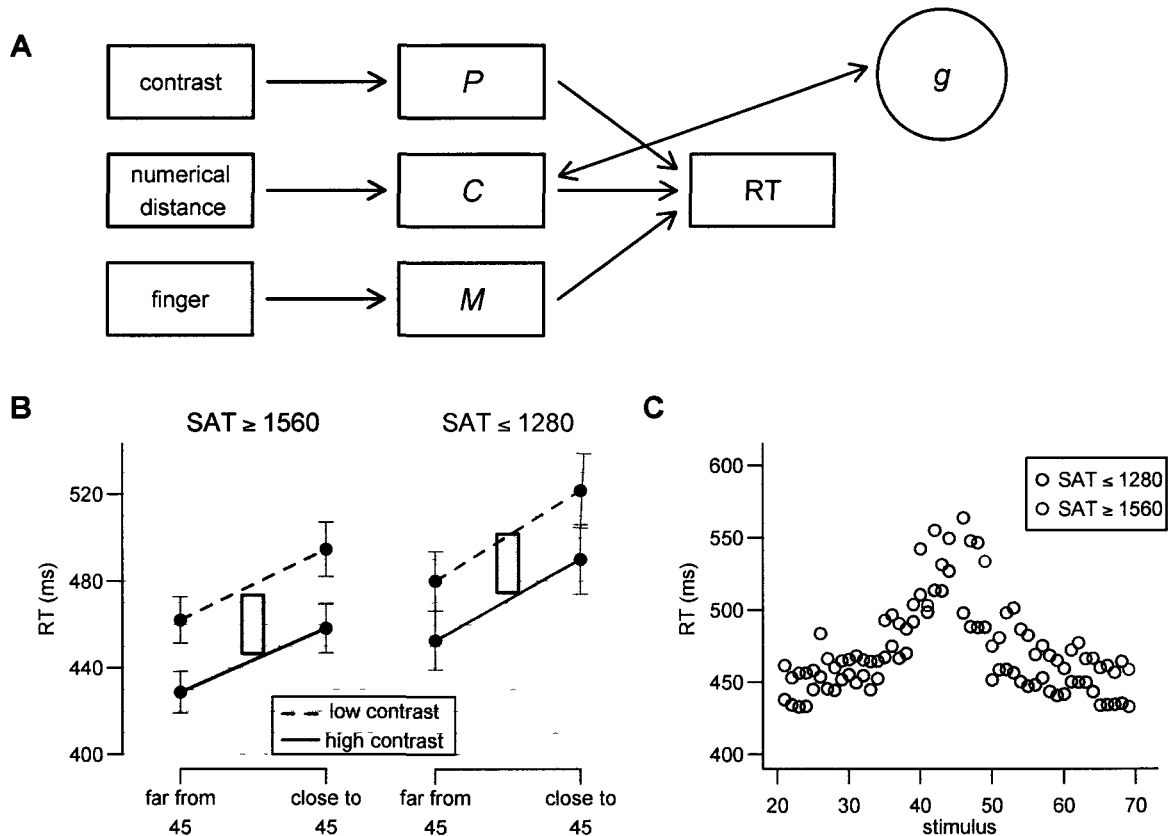 A
contrast
P
g
numerical
distance
C
RT
finger
M
B
SAT ≥ 1560
SAT ≤ 1280
RT (ms)
520
480
440
400
low contrast
high contrast
far from
45
close to
45
far from
45
close to
45
C
SAT ≤ 1280
SAT ≥ 1560
RT (ms)
600
550
500
450
400
20 30 40 50 60 70
stimulus